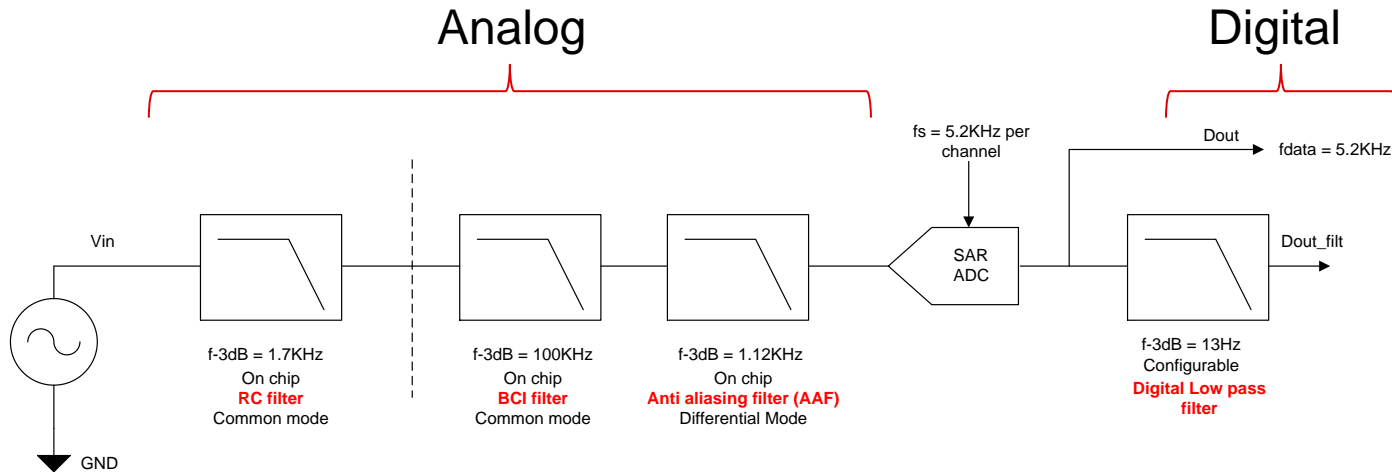 Analog
Digital
fs = 5.2KHz per
channel
Dout
fdata = 5.2KHz
Vin
SAR
ADC
Dout_filt
f-3dB = 1.7KHz
On chip
RC filter
Common mode
f-3dB = 100KHz
On chip
BCI filter
Common mode
f-3dB = 1.12KHz
On chip
Anti aliasing filter (AAF)
Differential Mode
f-3dB = 13Hz
Configurable
Digital Low pass
filter
GND